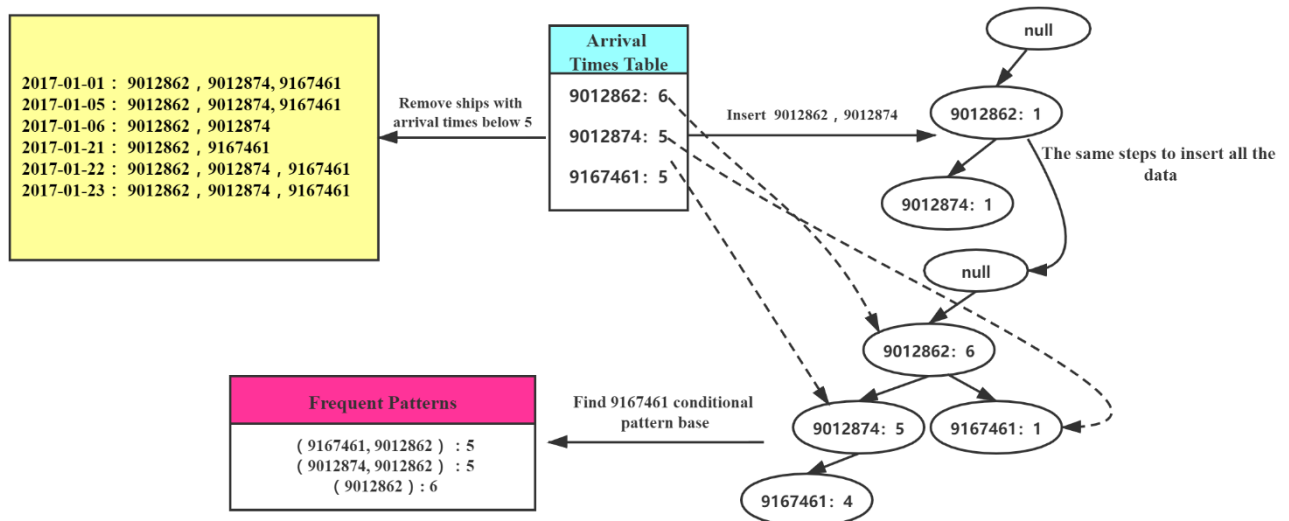 2017-01-01： 9012862，9012874, 9167461
2017-01-05： 9012862，9012874, 9167461
2017-01-06： 9012862，9012874
2017-01-21： 9012862，9167461
2017-01-22： 9012862，9012874，9167461
2017-01-23： 9012862，9012874，9167461
Remove ships with
arrival times below 5
Arrival
Times Table
9012862: 6
9012874: 5
9167461: 5
Insert 9012862，9012874
null
9012862: 1
9012874: 1
The same steps to insert all the
data
null
9012862: 6
9012874: 5
9167461: 1
9167461: 4
Find 9167461 conditional
pattern base
Frequent Patterns
（9167461, 9012862）: 5
（9012874, 9012862）: 5
（9012862）: 6